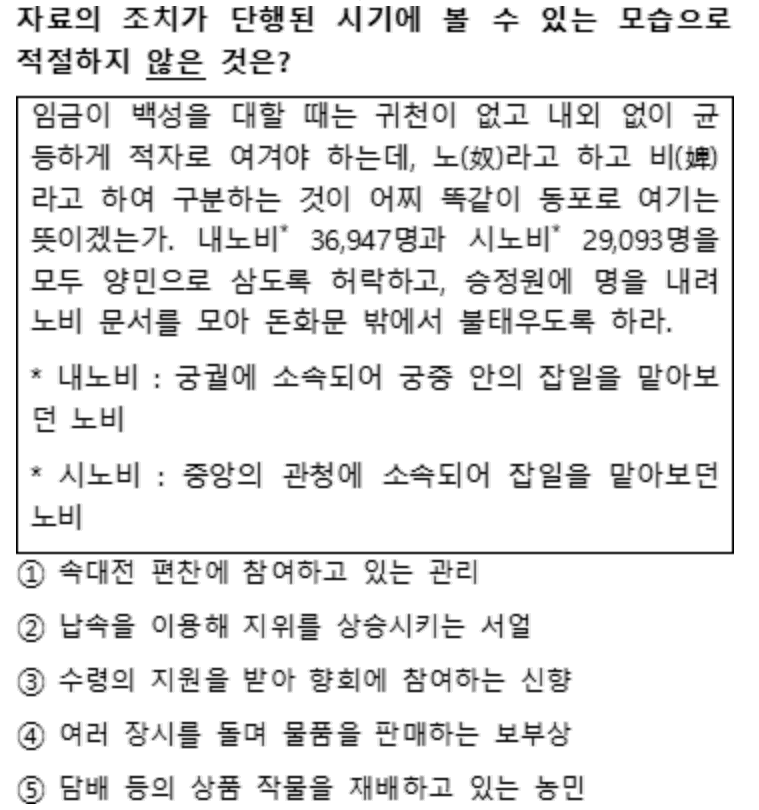 자료의 조치가 단행된 시기에 볼 수 있는 모습으로
적절하지 않은 것은?
임금이 백성을 대할 때는 귀천이 없고 내외 없이 균
등하게 적자로 여겨야 하는데, 노(奴)라고 하고 비(婢)
라고 하여 구분하는 것이 어찌 똑같이 동포로 여기는
뜻이겠는가. 내노비* 36,947명과 시노비* 29,093명을
모두 양민으로 삼도록 허락하고, 승정원에 명을 내려
노비 문서를 모아 돈화문 밖에서 불태우도록 하라.
* 내노비 : 궁궐에 소속되어 궁중 안의 잡일을 맡아보
던 노비
* 시노비 : 중앙의 관청에 소속되어 잡일을 맡아보던
노비
① 속대전 편찬에 참여하고 있는 관리
② 납속을 이용해 지위를 상승시키는 서얼
③ 수령의 지원을 받아 향회에 참여하는 신향
④ 여러 장시를 돌며 물품을 판매하는 보부상
⑤ 담배 등의 상품 작물을 재배하고 있는 농민